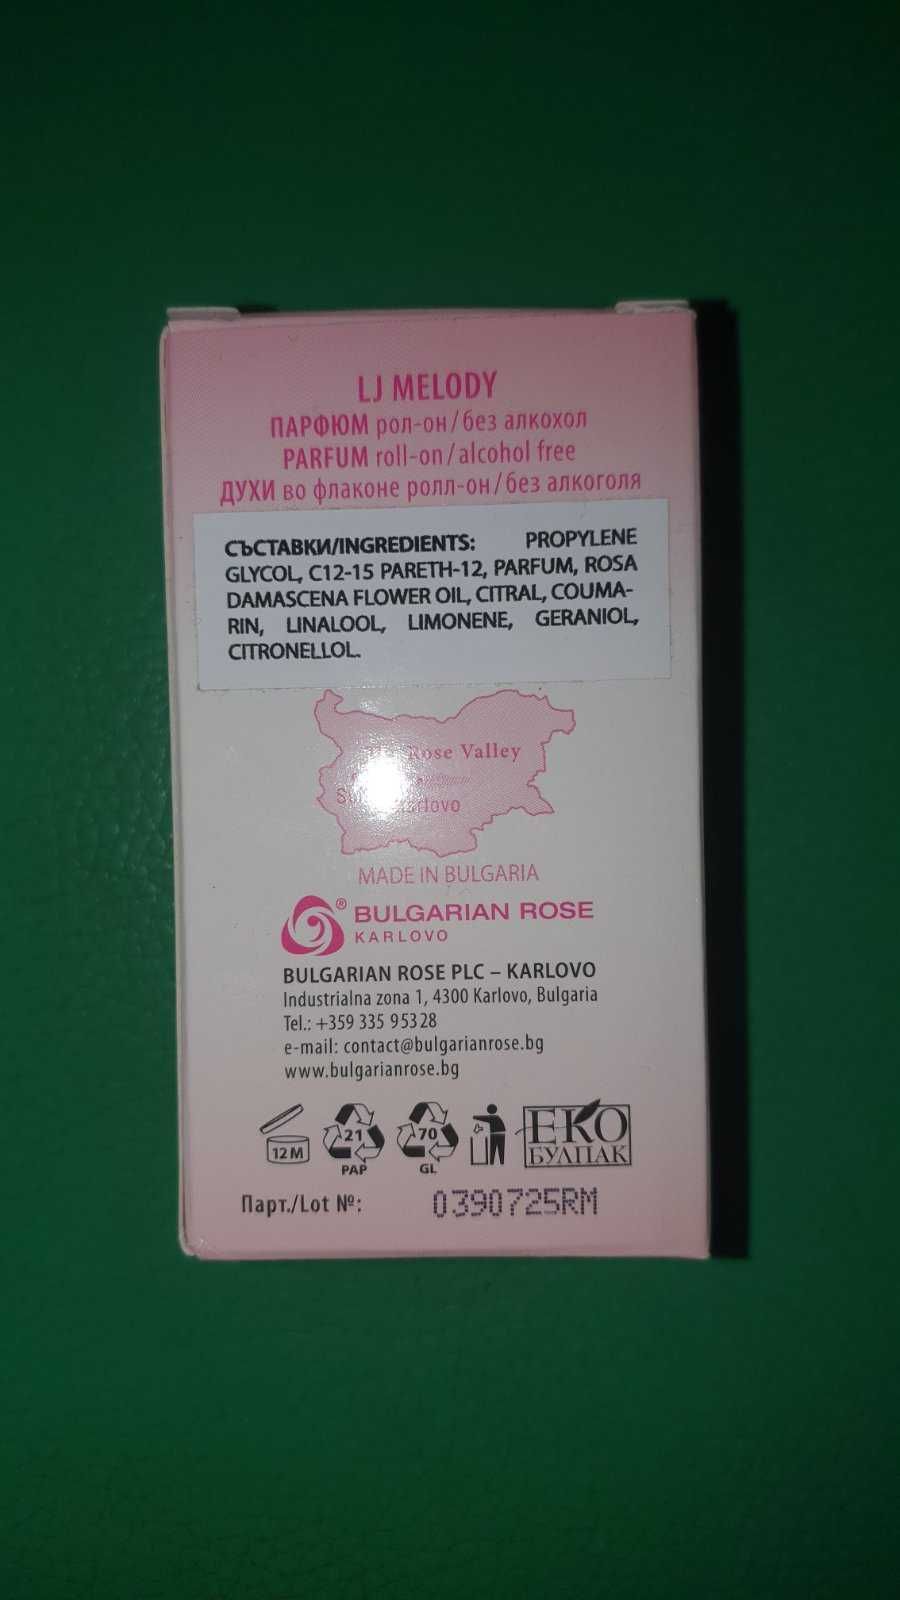 LJ MELODY
ПАРФЮМ рол-он/без алкохол
PARFUM roll-on/alcohol free
ДУХИ во флаконе ролл-он/без алкоголя
СЪСТАВКИ/INGREDIENTS: PROPYLENE
GLYCOL, C12-15 PARETH-12, PARFUM, ROSA
DAMASCENA FLOWER OIL, CITRAL, COUMA-
RIN, LINALOOL, LIMONENE, GERANIOL,
CITRONELLOL.
Rose Valley
MADE IN BULGARIA
® BULGARIAN ROSE
KARLOVO
BULGARIAN ROSE PLC – KARLOVO
Industrialna zona 1, 4300 Karlovo, Bulgaria
Tel.: +359 335 95328
e-mail: contact@bulgarianrose.bg
www.bulgarianrose.bg
12 M
21
PAP
70
GL
ЕКО
БУЛПАК
Парт./Lot №: 0390725RM